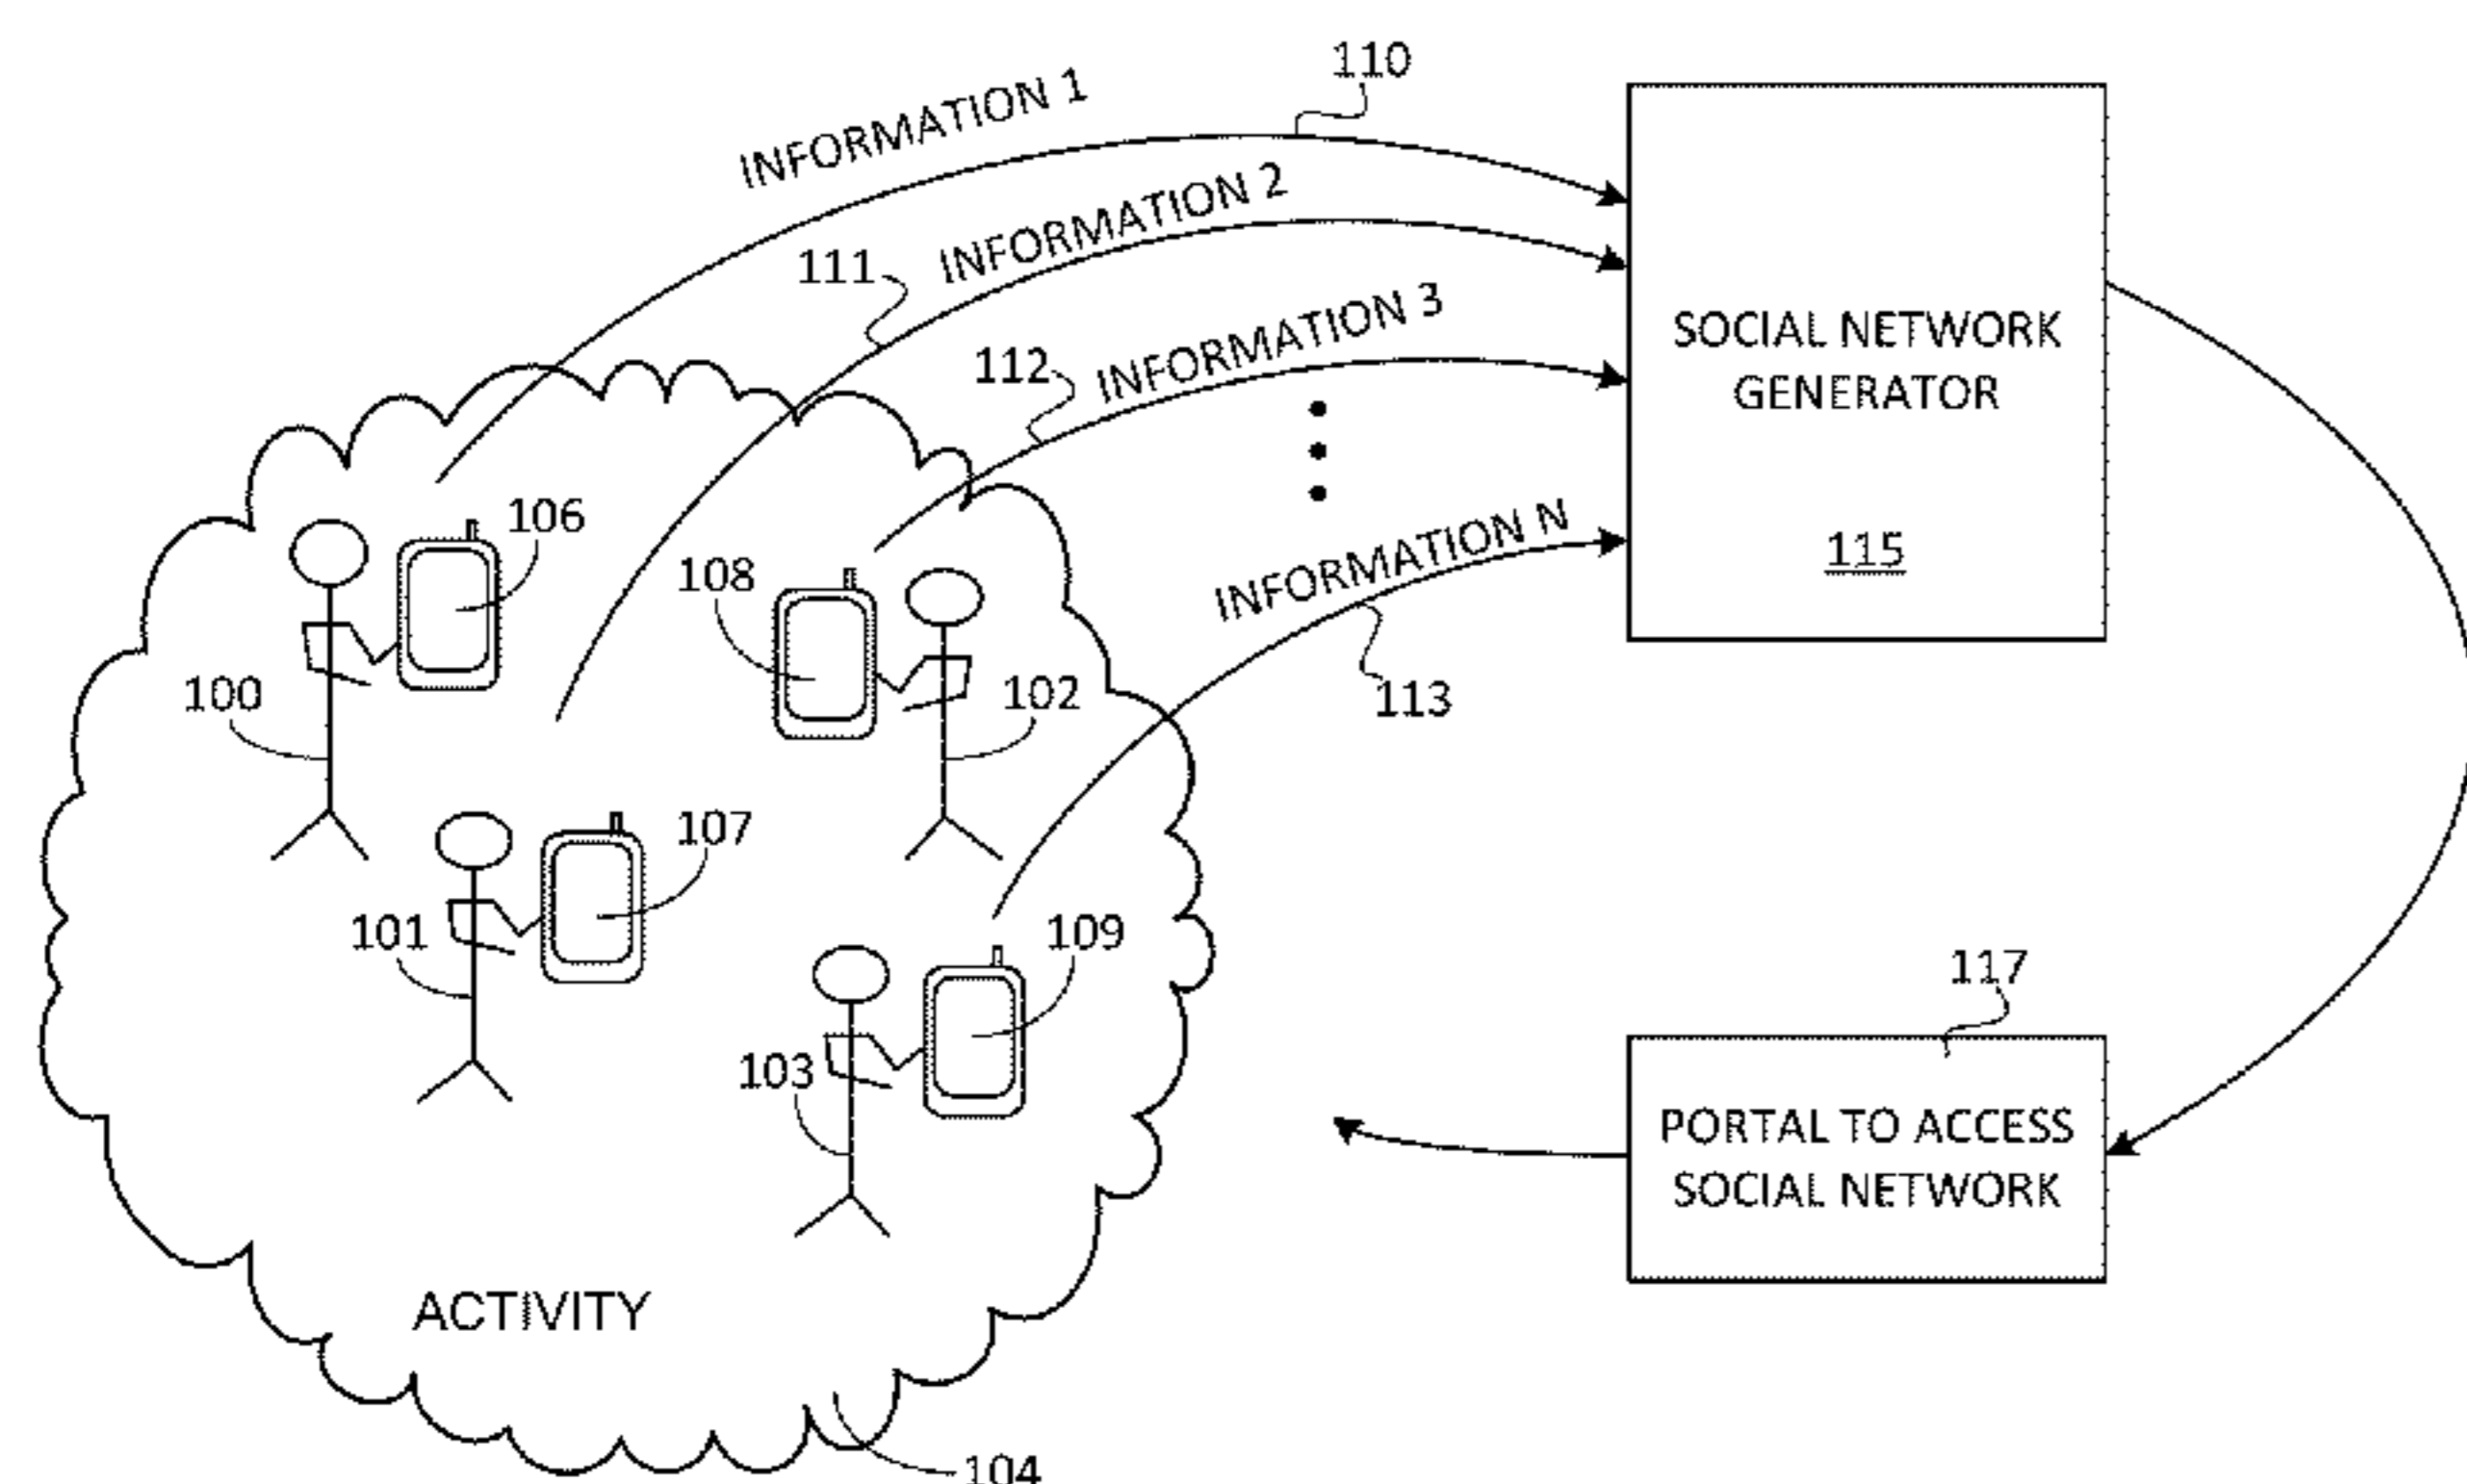 110
INFORMATION 1
INFORMATION 2
111
INFORMATION 3
112
SOCIAL NETWORK
GENERATOR
115
INFORMATION N
113
106
108
100
102
107
101
109
103
117
PORTAL TO ACCESS
SOCIAL NETWORK
ACTIVITY
104